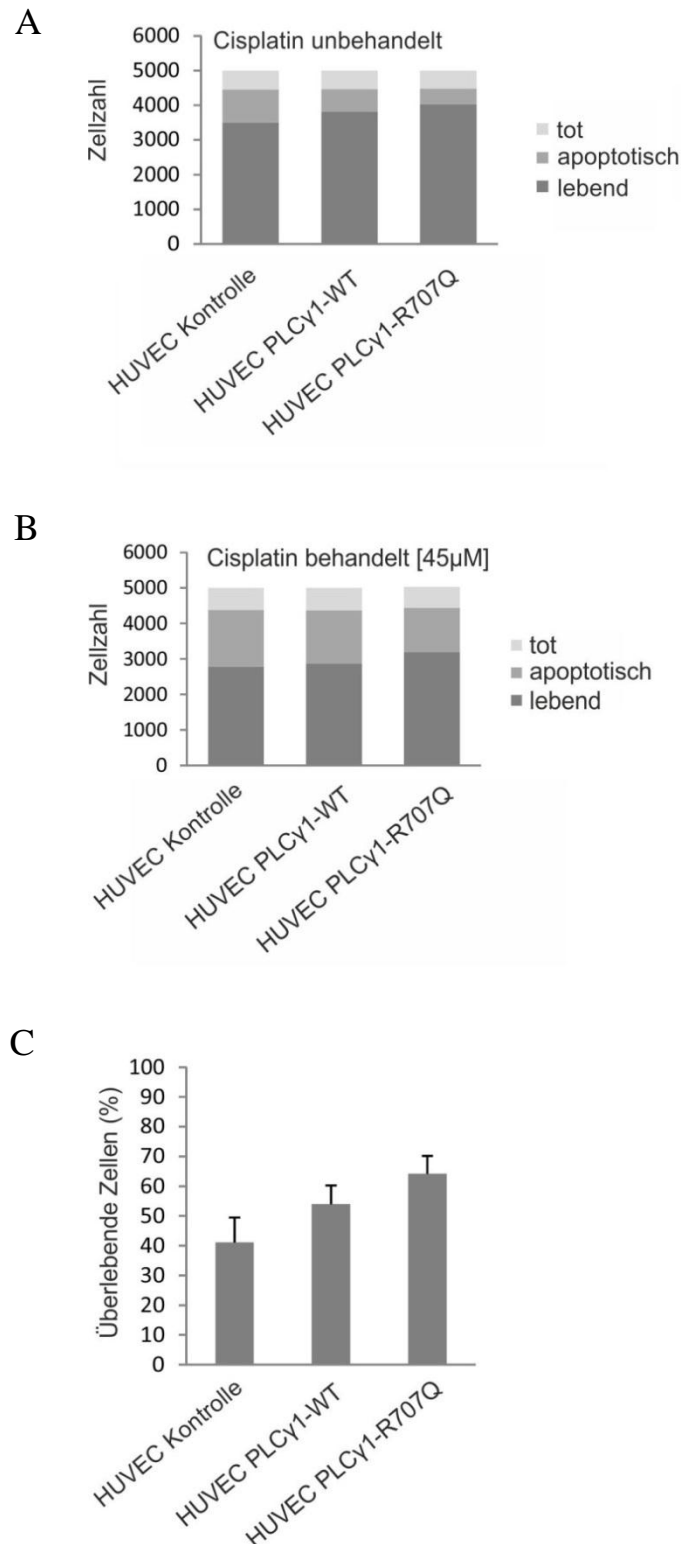 A
Cisplatin unbehandelt
6000
5000
4000
3000
2000
1000
0
Zellzahl
tot
apoptotisch
lebend
HUVEC Kontrolle
HUVEC PLCγ1-WT
HUVEC PLCγ1-R707Q
B
Cisplatin behandelt [45µM]
6000
5000
4000
3000
2000
1000
0
Zellzahl
tot
apoptotisch
lebend
HUVEC Kontrolle
HUVEC PLCγ1-WT
HUVEC PLCγ1-R707Q
C
100
90
80
70
60
50
40
30
20
10
0
Überlebende Zellen (%)
HUVEC Kontrolle
HUVEC PLCγ1-WT
HUVEC PLCγ1-R707Q